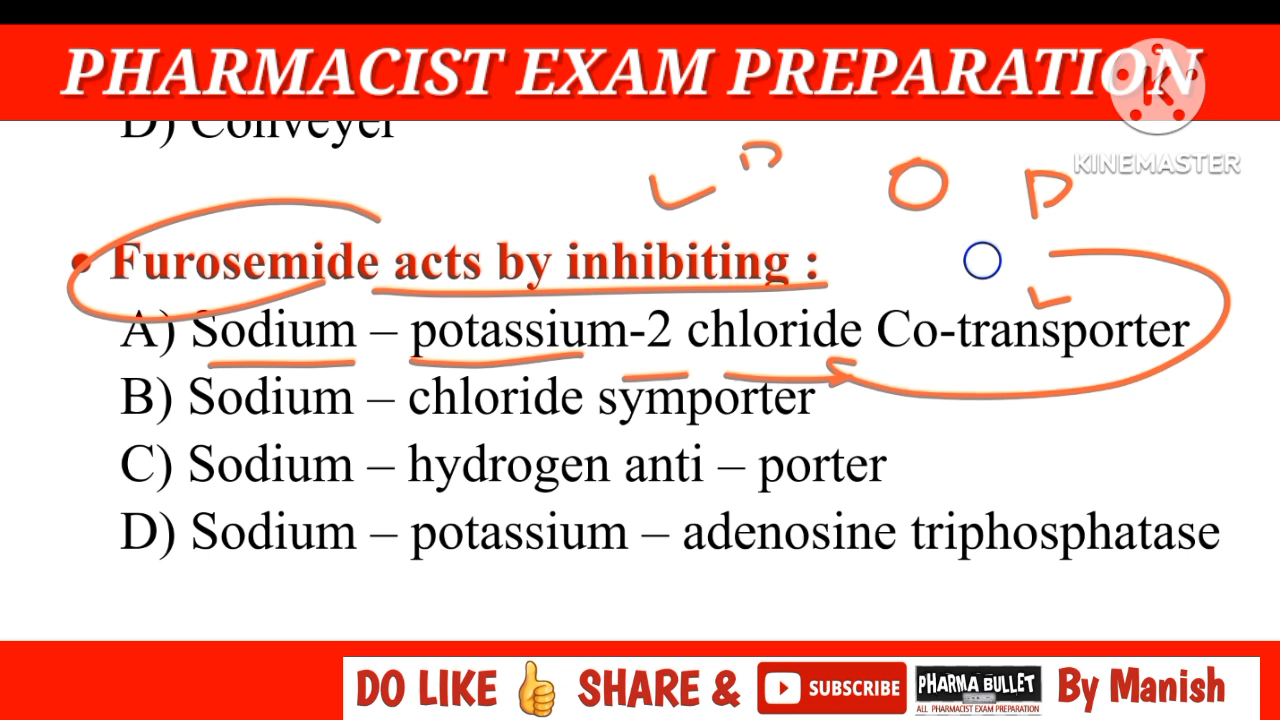 PHARMACIST EXAM PREPARATION
D) Conveyer
KINEMASTER
• Furosemide acts by inhibiting :
A) Sodium – potassium-2 chloride Co-transporter
B) Sodium – chloride symporter
C) Sodium – hydrogen anti – porter
D) Sodium – potassium – adenosine triphosphatase
DO LIKE SHARE & SUBSCRIBE PHARMA BULLET By Manish
ALL PHARMACIST EXAM PREPARATION